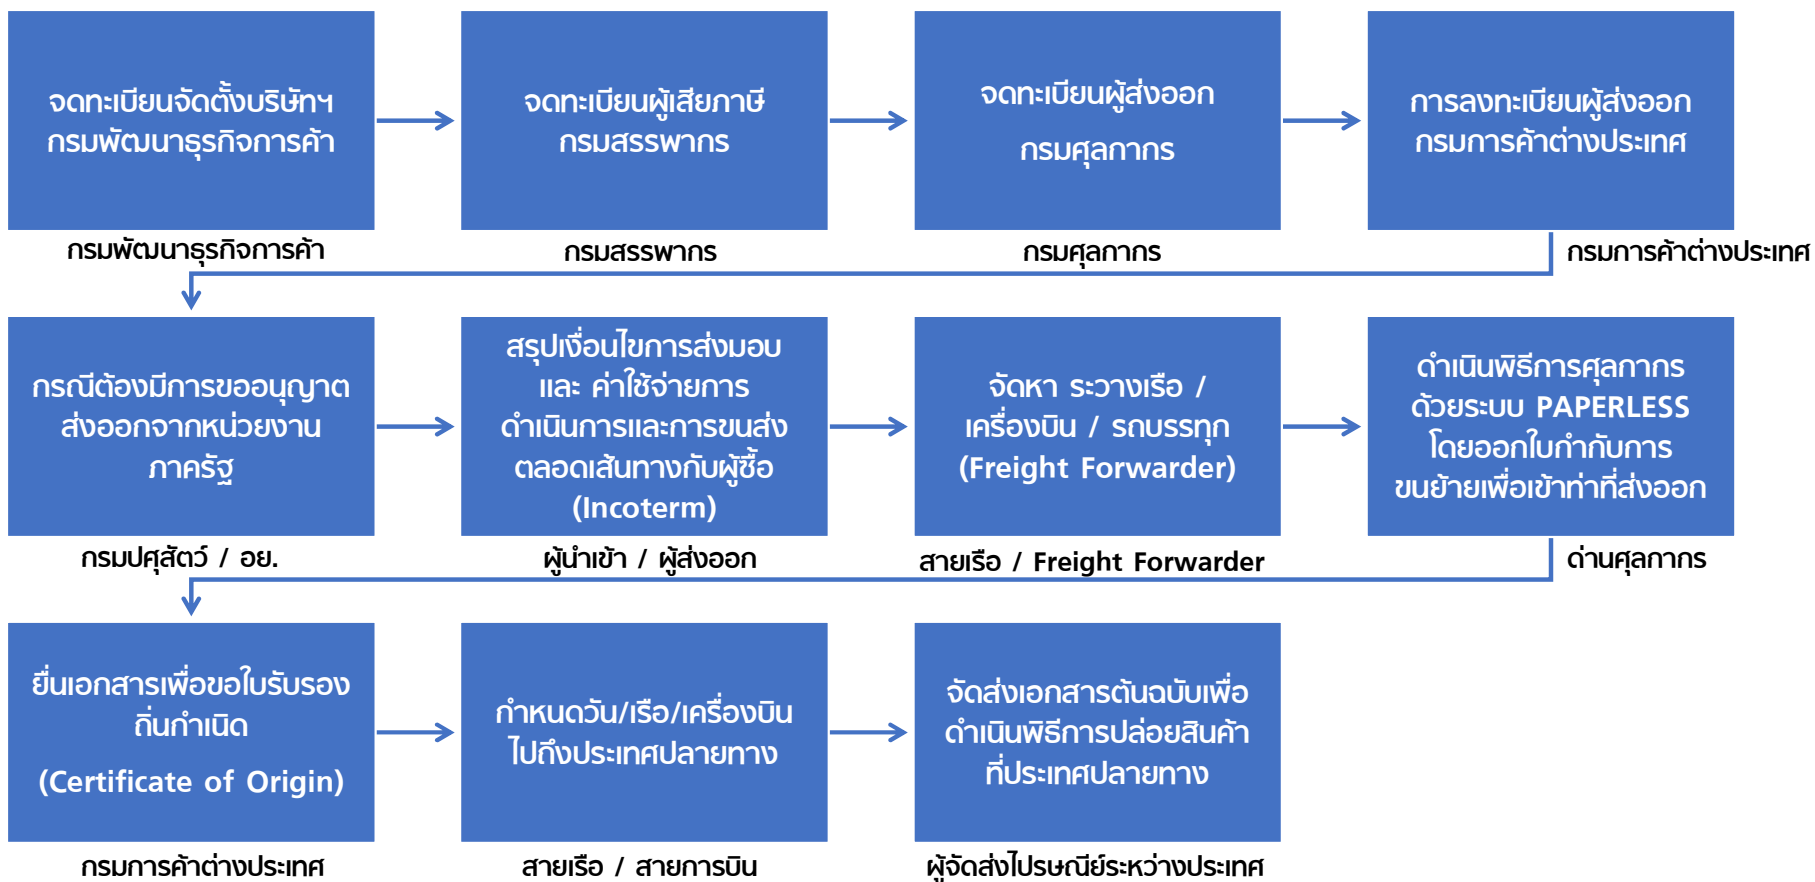 จดทะเบียนจัดตั้งบริษัทฯ
กรมพัฒนาธุรกิจการค้า
จดทะเบียนผู้เสียภาษี
กรมสรรพากร
จดทะเบียนผู้ส่งออก
กรมศุลกากร
การลงทะเบียนผู้ส่งออก
กรมการค้าต่างประเทศ
กรมพัฒนาธุรกิจการค้า
กรมสรรพากร
กรมศุลกากร
กรมการค้าต่างประเทศ
กรณีต้องมีการขออนุญาต
ส่งออกจากหน่วยงาน
ภาครัฐ
สรุปเงื่อนไขการส่งมอบ
และ ค่าใช้จ่ายการ
ดำเนินการและการขนส่ง
ตลอดเส้นทางกับผู้ซื้อ
(Incoterm)
จัดหา ระวางเรือ /
เครื่องบิน / รถบรรทุก
(Freight Forwarder)
ดำเนินพิธีการศุลกากร
ด้วยระบบ PAPERLESS
โดยออกใบกำกับการ
ขนย้ายเพื่อเข้าท่าที่ส่งออก
กรมปศุสัตว์ / อย.
ผู้นำเข้า / ผู้ส่งออก
สายเรือ / Freight Forwarder
ด่านศุลกากร
ยื่นเอกสารเพื่อขอใบรับรอง
ถิ่นกำเนิด
(Certificate of Origin)
กำหนดวัน/เรือ/เครื่องบิน
ไปถึงประเทศปลายทาง
จัดส่งเอกสารต้นฉบับเพื่อ
ดำเนินพิธีการปล่อยสินค้า
ที่ประเทศปลายทาง
กรมการค้าต่างประเทศ
สายเรือ / สายการบิน
ผู้จัดส่งไปรษณีย์ระหว่างประเทศ